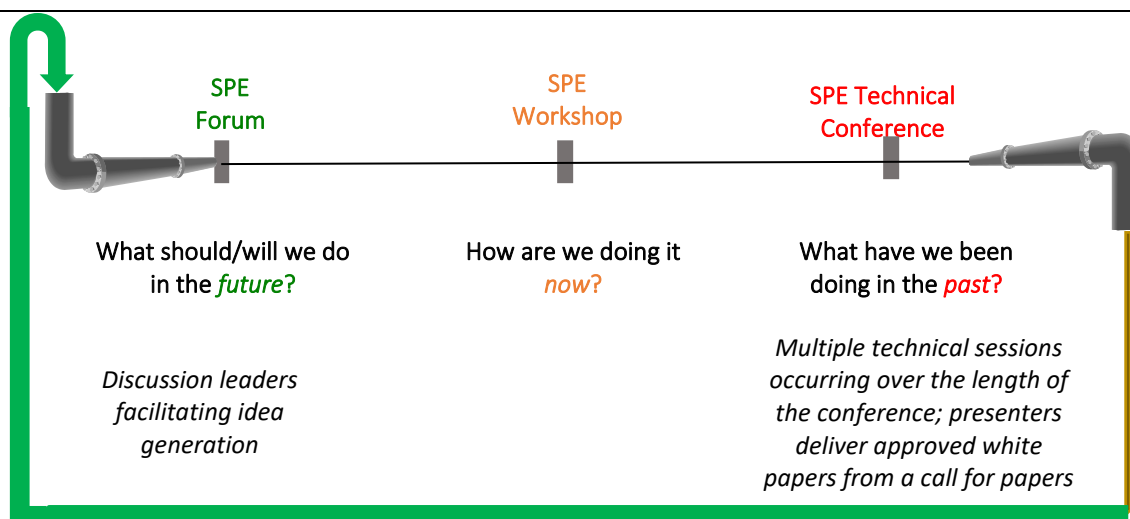 SPE
Forum
SPE
Workshop
SPE Technical
Conference
What should/will we do
in the future?
How are we doing it
now?
What have we been
doing in the past?
Discussion leaders
facilitating idea
generation
Multiple technical sessions
occurring over the length of
the conference; presenters
deliver approved white
papers from a call for papers